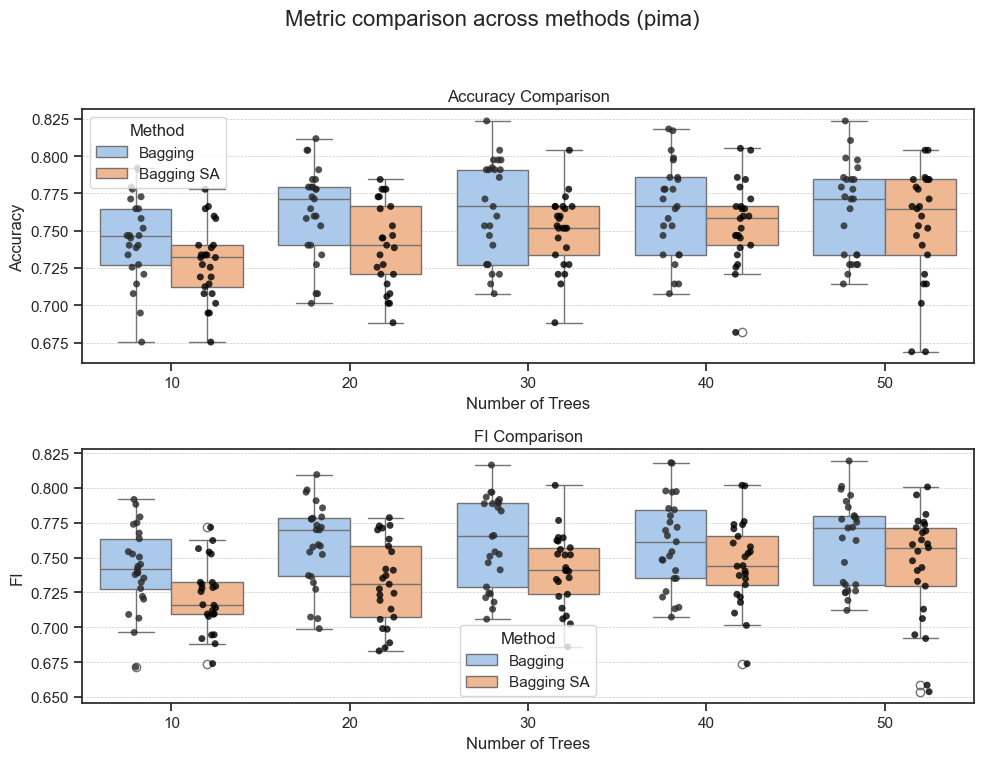 Metric comparison across methods (pima)
Accuracy Comparison
Method
Bagging
Bagging SA
Accuracy
0.825
0.800
0.775
0.750
0.725
0.700
0.675
10
20
30
40
50
Number of Trees
FI Comparison
FI
0.825
0.800
0.775
0.750
0.725
0.700
0.675
0.650
Method
Bagging
Bagging SA
10
20
30
40
50
Number of Trees